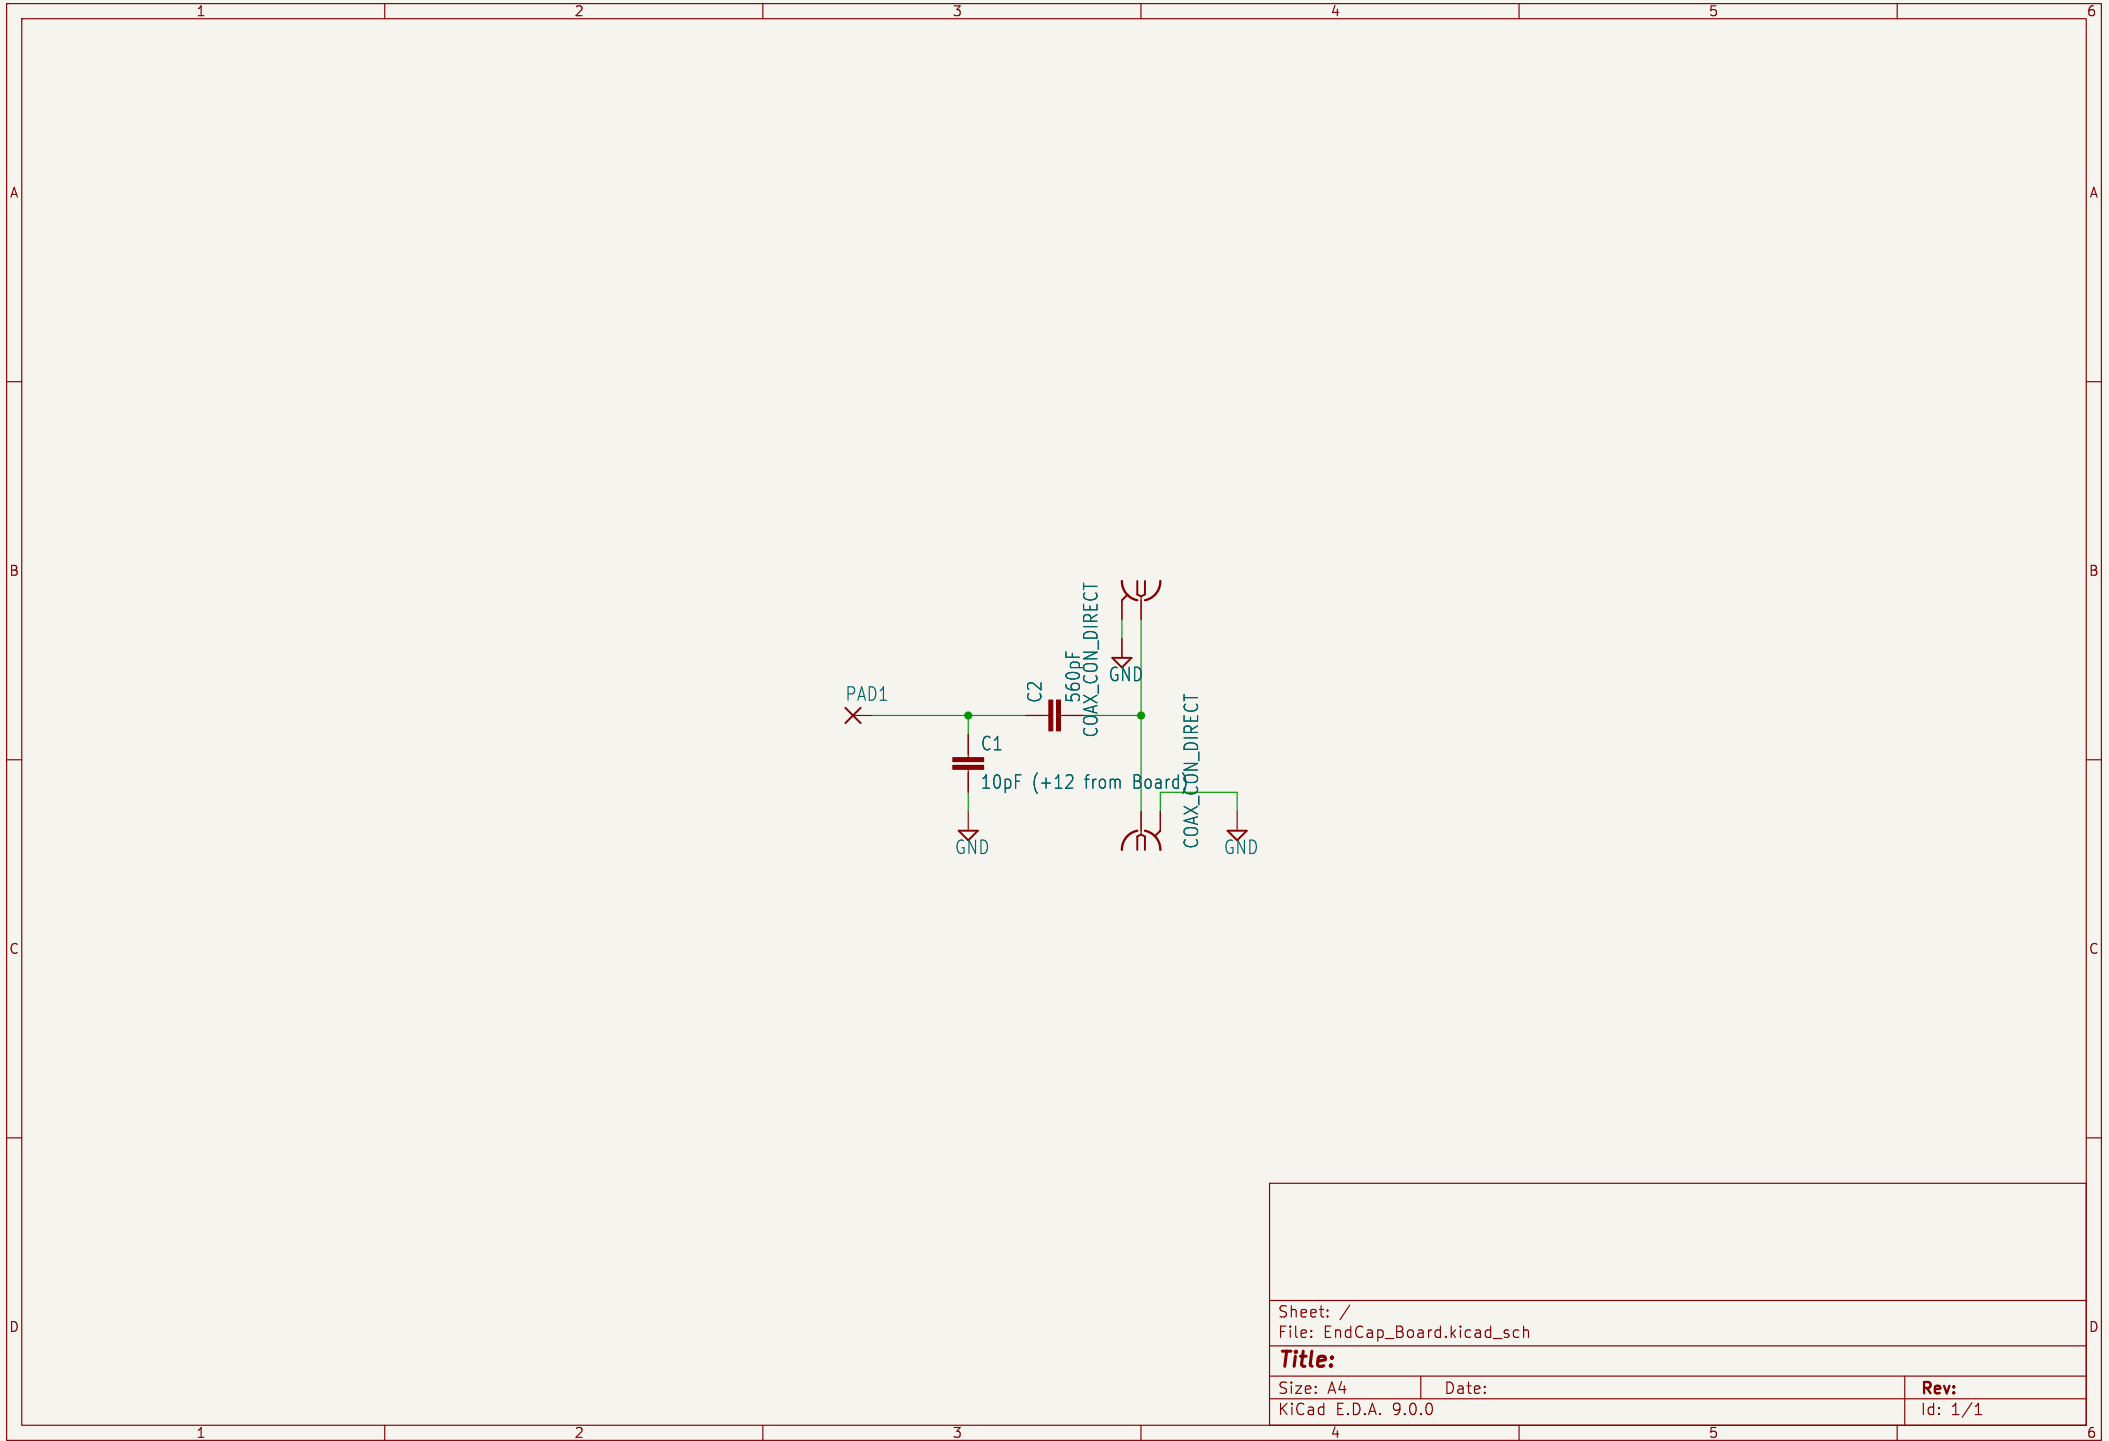 1 2 3 4 5 6
A A
B B
C C
D D
COAX_CON_DIRECT
GND
560pF
C2
PAD1
COAX_CON_DIRECT
C1
10pF (+12 from Board)
GND
GND
Sheet: /
File: EndCap_Board.kicad_sch
Title:
Size: A4 Date: Rev:
KiCad E.D.A. 9.0.0 Id: 1/1
1 2 3 4 5 6